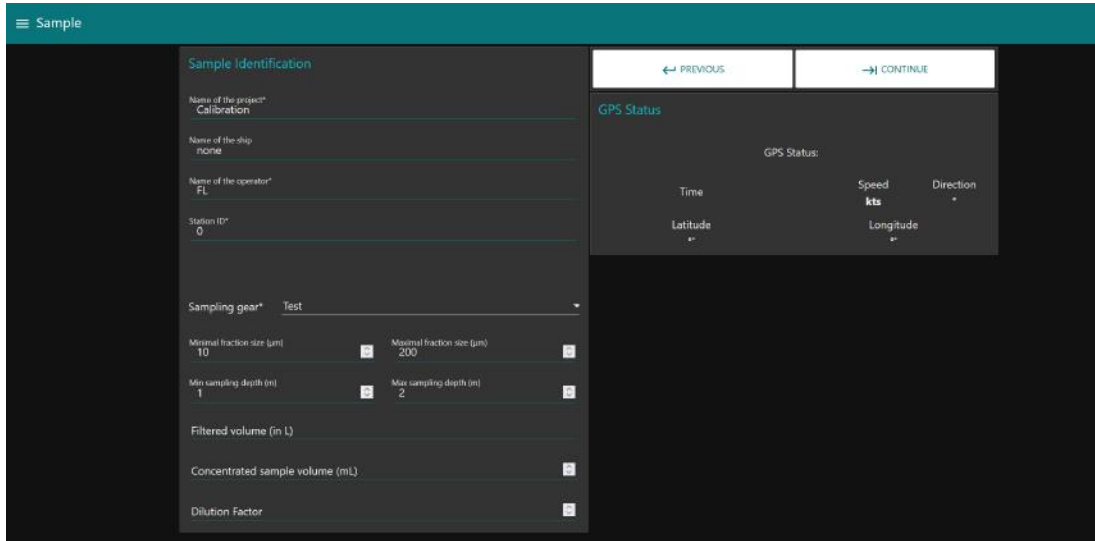 Sample
Sample Identification
Name of the project*
Calibration
Name of the ship
none
Name of the operator*
FL
Station ID*
0
Sampling gear* Test
Minimal fraction size (µm) Maximal fraction size (µm)
10 200
Min sampling depth (m) Max sampling depth (m)
1 2
Filtered volume (in L)
Concentrated sample volume (mL)
Dilution Factor
PREVIOUS CONTINUE
GPS Status
GPS Status:
Time Speed Direction
kts °
Latitude Longitude
°' °'